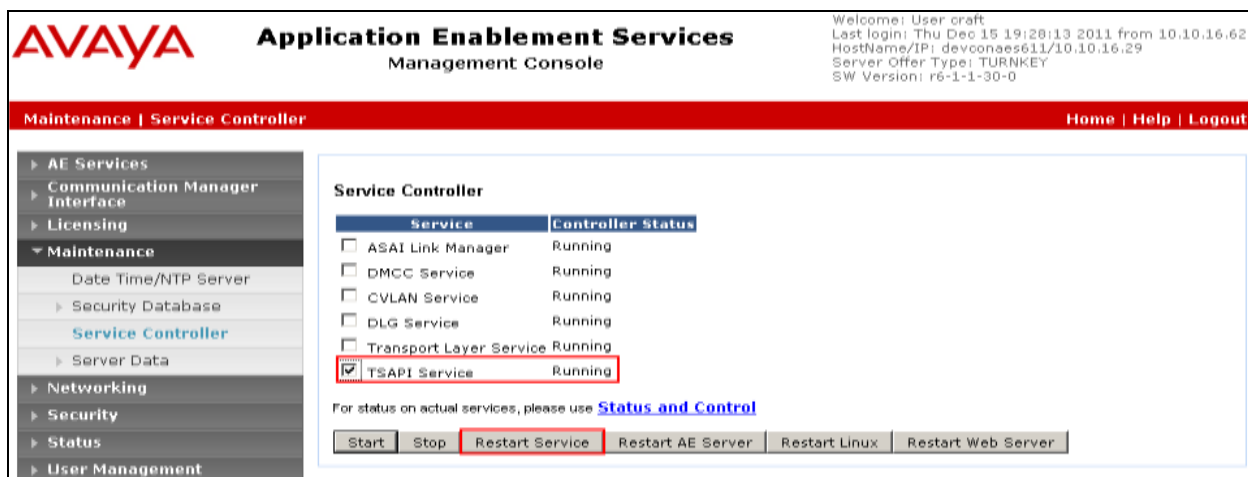 AVAYA
Application Enablement Services
Management Console
Welcome: User craft
Last login: Thu Dec 15 19:28:13 2011 from 10.10.16.62
HostName/IP: devconaes611/10.10.16.29
Server Offer Type: TURNKEY
SW Version: r6-1-1-30-0
Maintenance | Service Controller
Home | Help | Logout
AE Services
Communication Manager
Interface
Licensing
Maintenance
Date Time/NTP Server
Security Database
Service Controller
Server Data
Networking
Security
Status
User Management
Service Controller
Service Controller Status
ASAI Link Manager Running
DMCC Service Running
CVLAN Service Running
DLG Service Running
Transport Layer Service Running
TSAPI Service Running
For status on actual services, please use Status and Control
Start Stop Restart Service Restart AE Server Restart Linux Restart Web Server